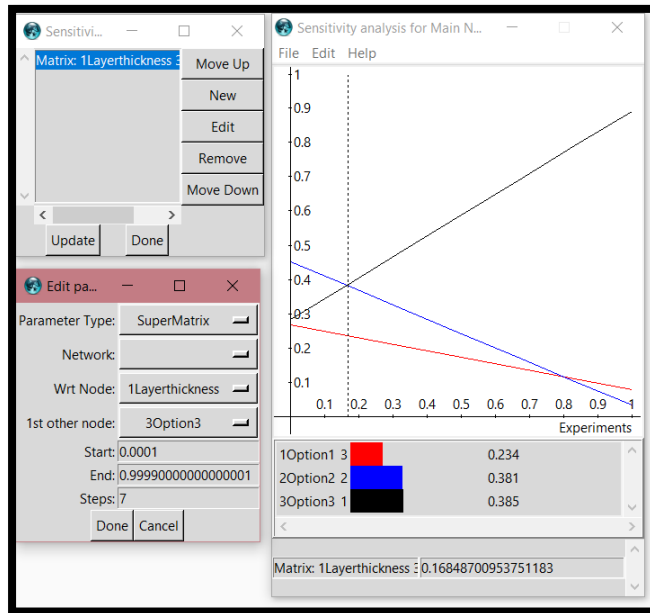 Sensitivi...
Matrix: 1Layerthickness 3
Move Up
New
Edit
Remove
Move Down
Update Done
Edit pa...
Parameter Type: SuperMatrix
Network:
Wrt Node: 1Layerthickness
1st other node: 3Option3
Start: 0.0001
End: 0.99990000000000001
Steps: 7
Done Cancel
Sensitivity analysis for Main N...
File Edit Help
1
0.9
0.8
0.7
0.6
0.5
0.4
0.3
0.2
0.1
0.1 0.2 0.3 0.4 0.5 0.6 0.7 0.8 0.9 1
Experiments
1Option1 3 0.234
2Option2 2 0.381
3Option3 1 0.385
Matrix: 1Layerthickness 3 0.16848700953751183